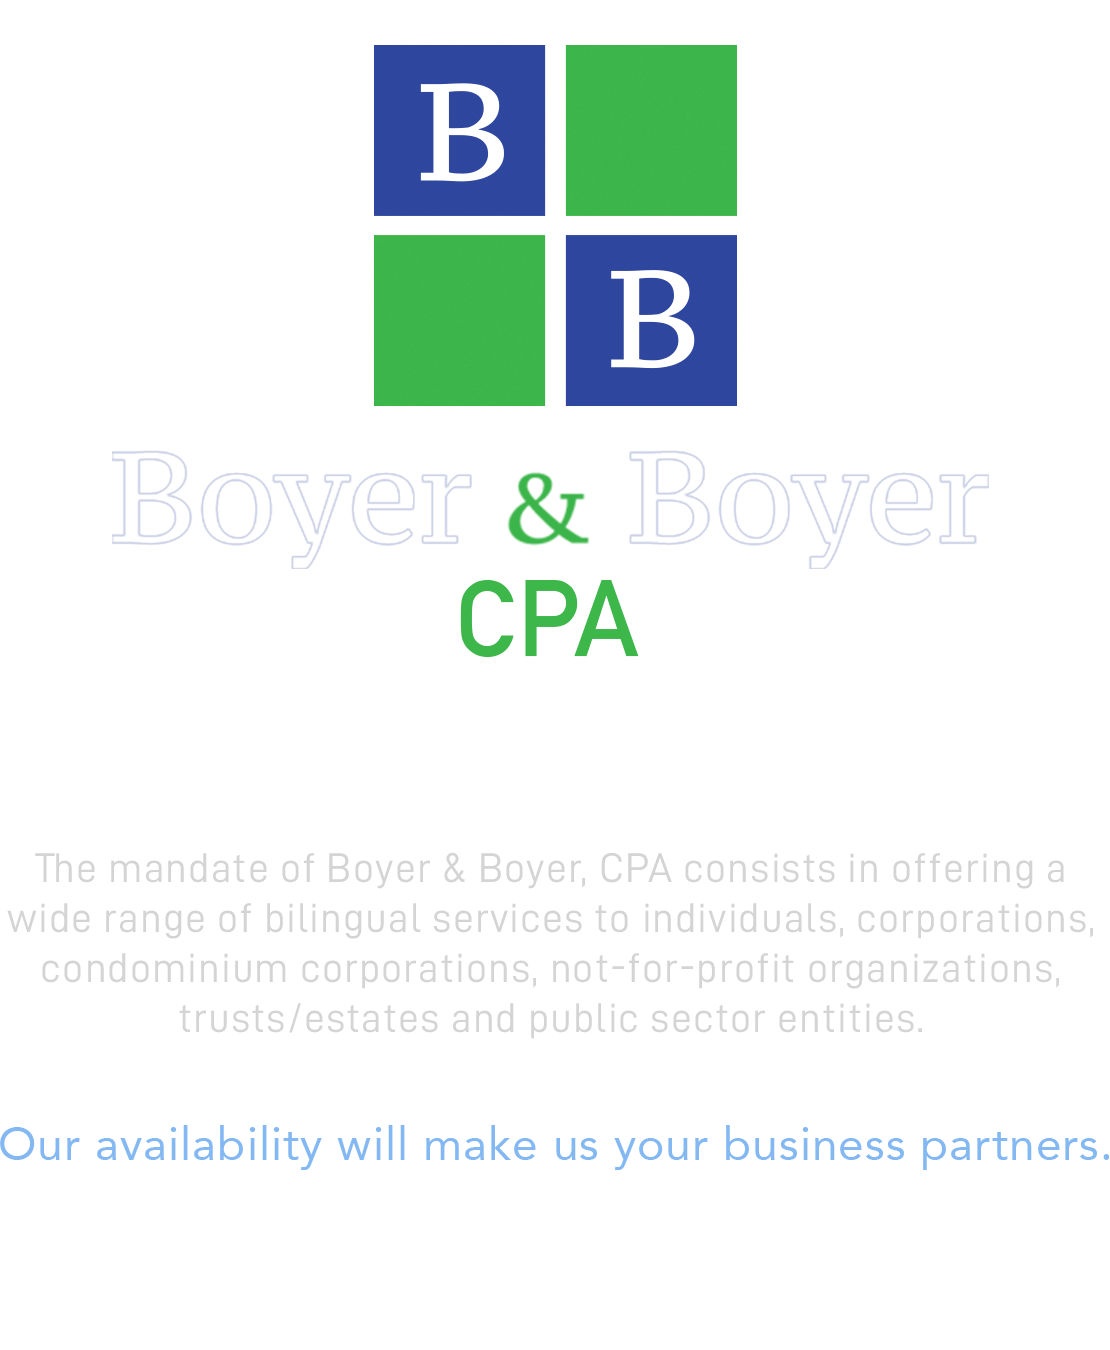 B
B
Boyer & Boyer
CPA
The mandate of Boyer & Boyer, CPA consists in offering a
wide range of bilingual services to individuals, corporations,
condominium corporations, not-for-profit organizations,
trusts/estates and public sector entities.
Our availability will make us your business partners.